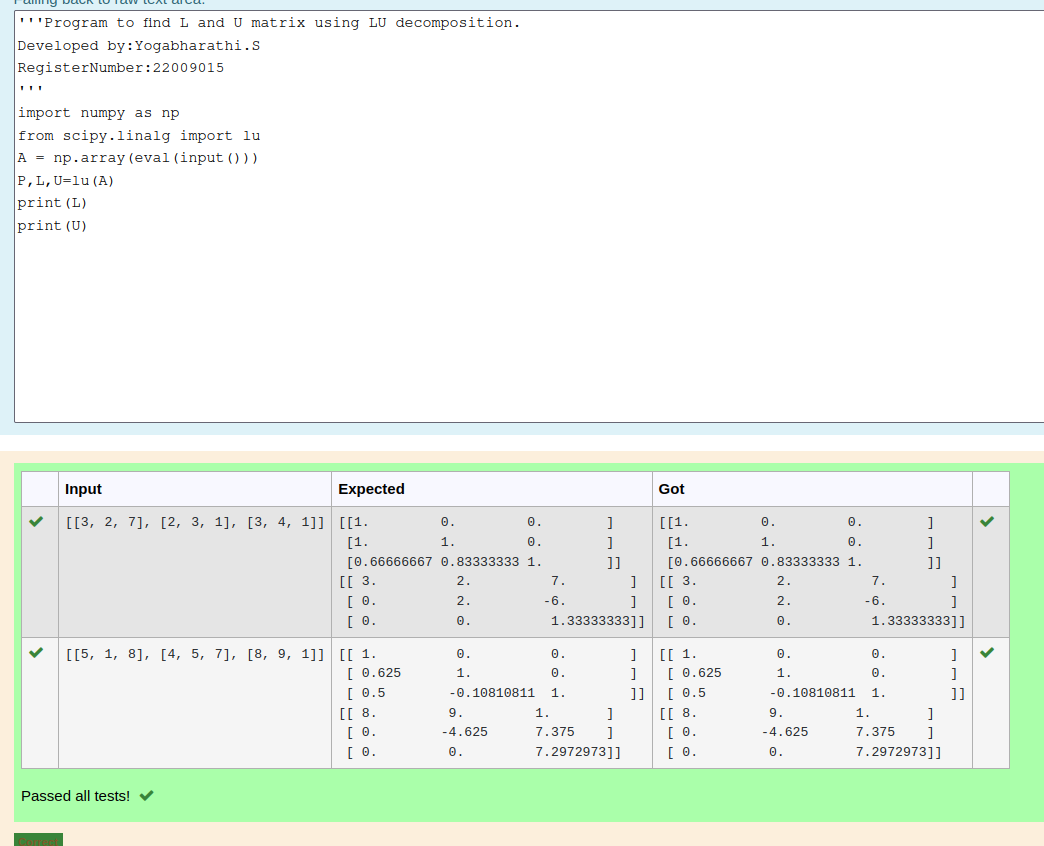 Falling back to raw text area.
'''Program to find L and U matrix using LU decomposition.
Developed by:Yogabharathi.S
RegisterNumber:22009015
'''
import numpy as np
from scipy.linalg import lu
A = np.array(eval(input()))
P,L,U=lu(A)
print(L)
print(U)
Input Expected Got
[[3, 2, 7], [2, 3, 1], [3, 4, 1]] [[1. 0. 0. ] [[1. 0. 0. ]
[1. 1. 0. ] [1. 1. 0. ]
[0.66666667 0.83333333 1. ]] [0.66666667 0.83333333 1. ]]
[[ 3. 2. 7. ] [[ 3. 2. 7. ]
[ 0. 2. -6. ] [ 0. 2. -6. ]
[ 0. 0. 1.33333333]] [ 0. 0. 1.33333333]]
[[5, 1, 8], [4, 5, 7], [8, 9, 1]] [[ 1. 0. 0. ] [[ 1. 0. 0. ]
[ 0.625 1. 0. ] [ 0.625 1. 0. ]
[ 0.5 -0.10810811 1. ]] [ 0.5 -0.10810811 1. ]]
[[ 8. 9. 1. ] [[ 8. 9. 1. ]
[ 0. -4.625 7.375 ] [ 0. -4.625 7.375 ]
[ 0. 0. 7.2972973]] [ 0. 0. 7.2972973]]
Passed all tests!
Correct